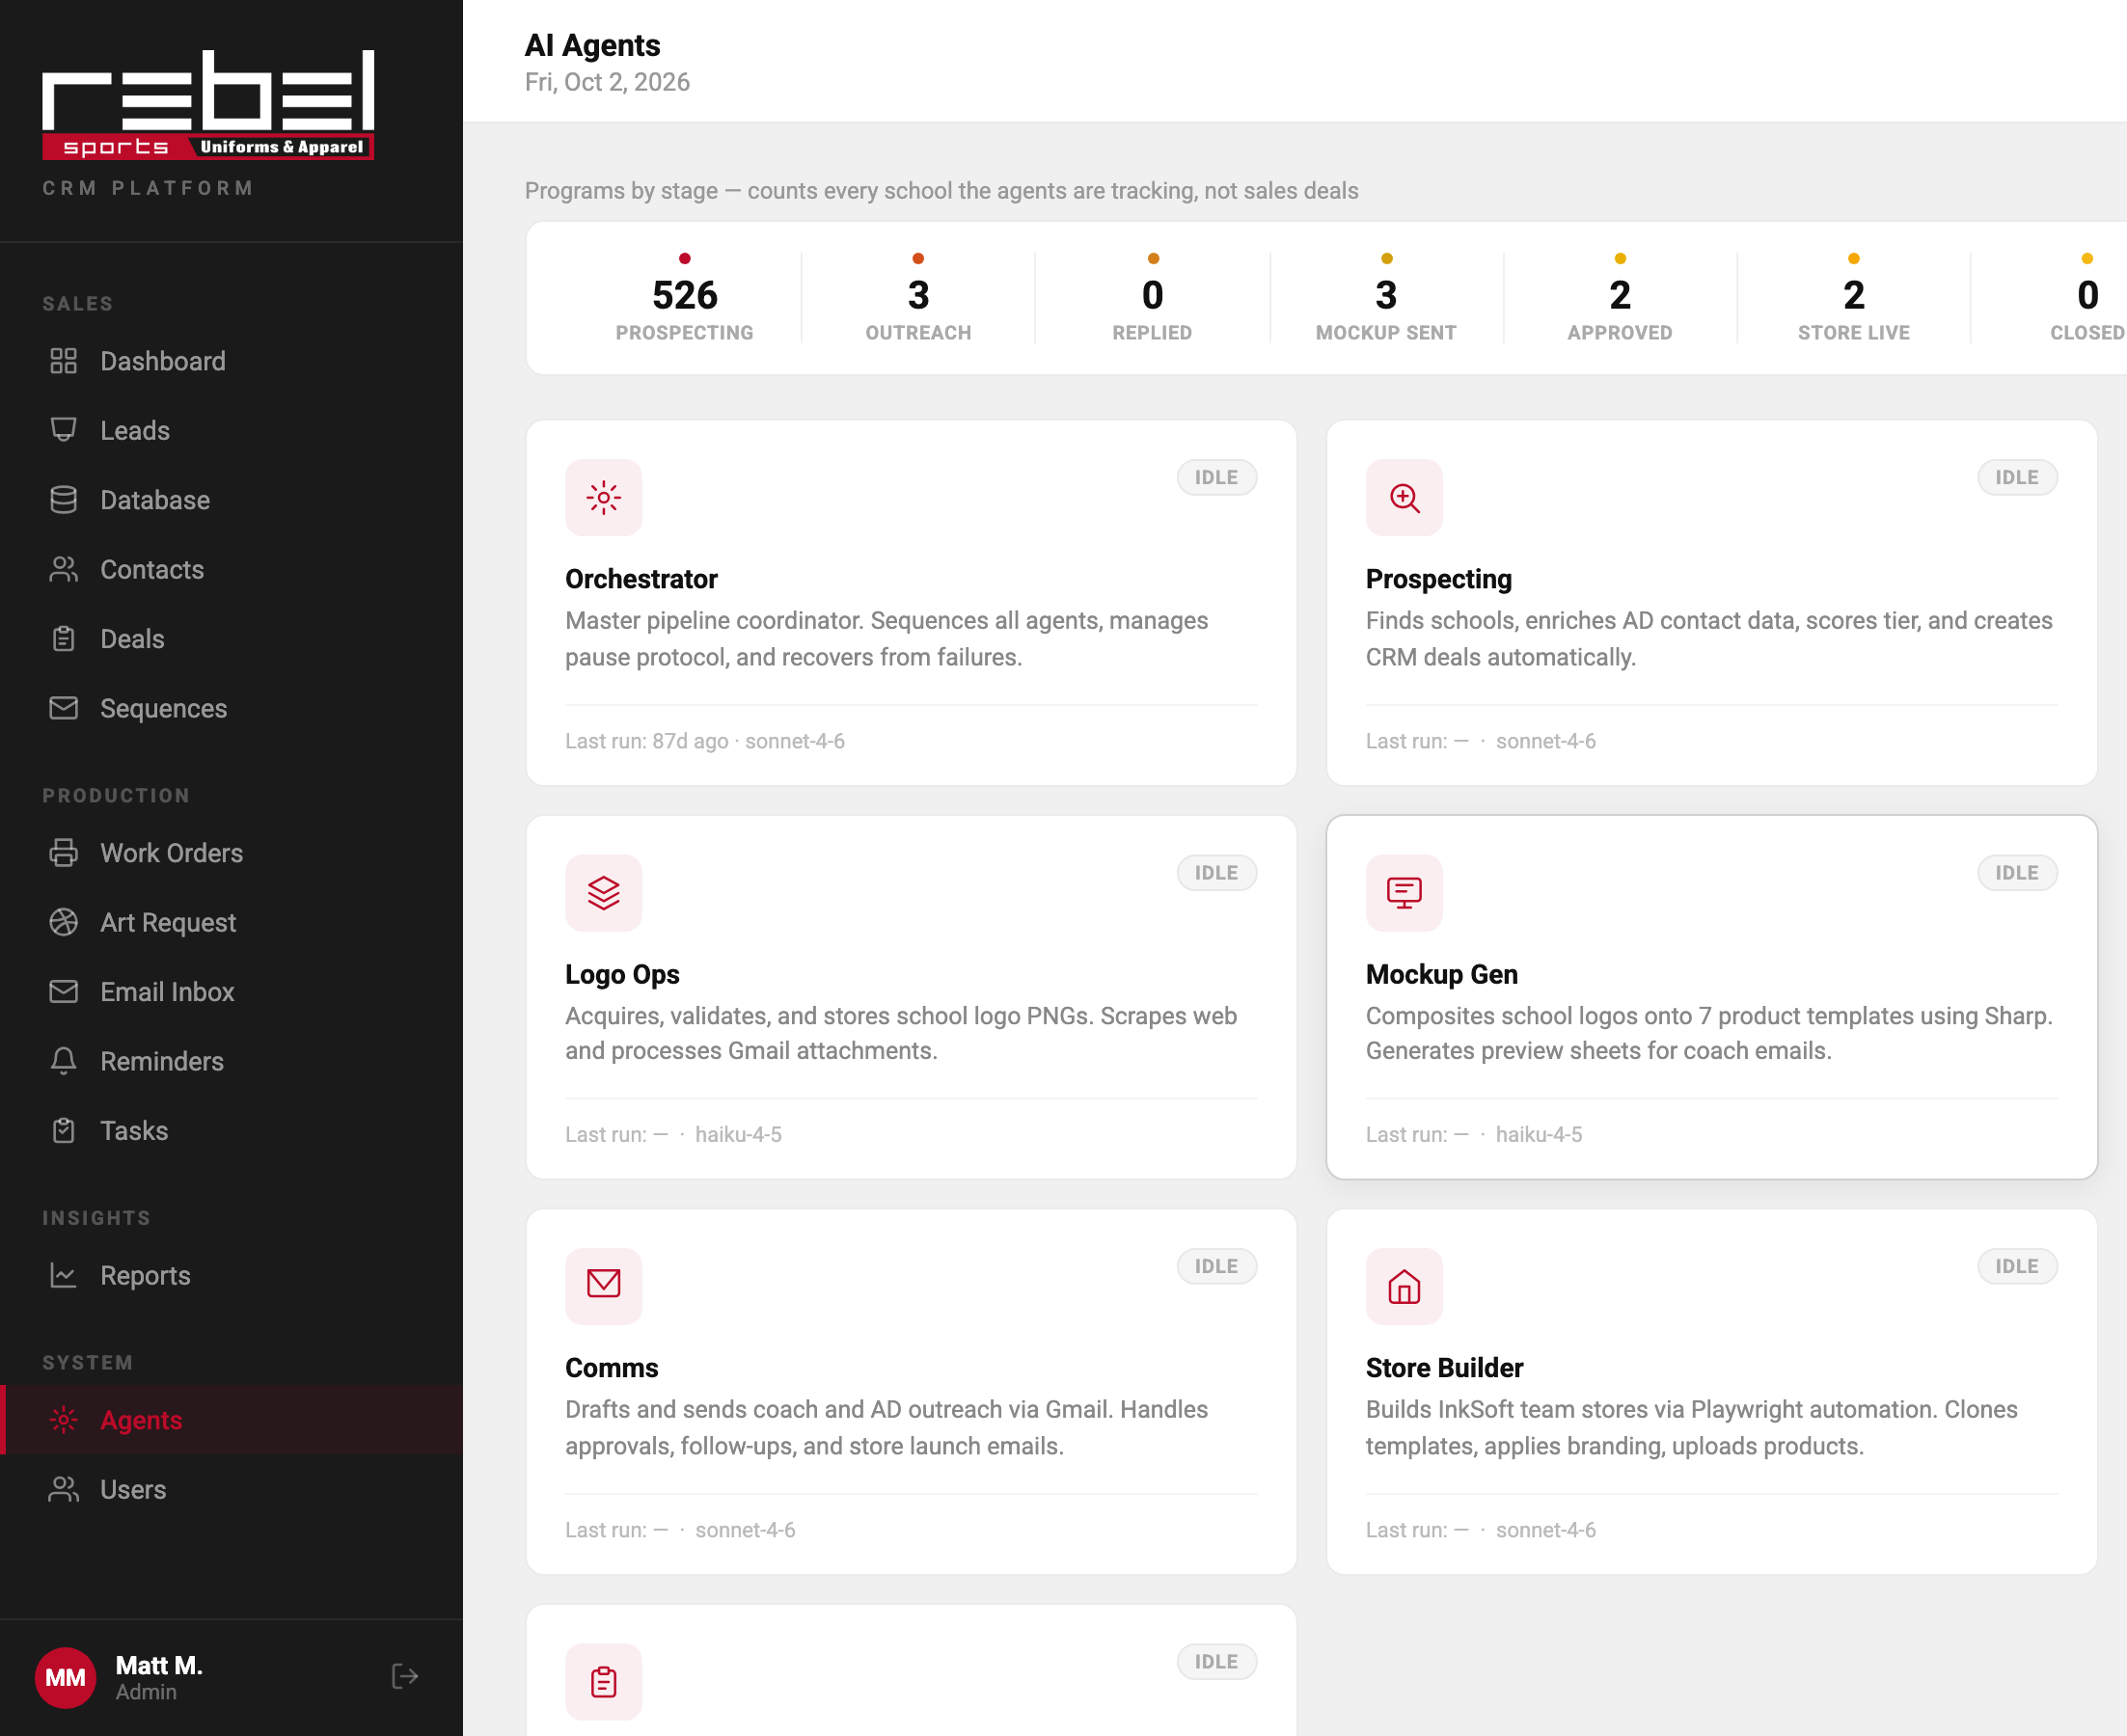 rebel
sports Uniforms & Apparel
CRM PLATFORM
SALES
Dashboard
Leads
Database
Contacts
Deals
Sequences
PRODUCTION
Work Orders
Art Request
Email Inbox
Reminders
Tasks
INSIGHTS
Reports
SYSTEM
Agents
Users
MM
Matt M.
Admin
AI Agents
Fri, Oct 2, 2026
Programs by stage — counts every school the agents are tracking, not sales deals
526
PROSPECTING
3
OUTREACH
0
REPLIED
3
MOCKUP SENT
2
APPROVED
2
STORE LIVE
0
CLOSED
IDLE
Orchestrator
Master pipeline coordinator. Sequences all agents, manages
pause protocol, and recovers from failures.
Last run: 87d ago · sonnet-4-6
IDLE
Prospecting
Finds schools, enriches AD contact data, scores tier, and creates
CRM deals automatically.
Last run: — · sonnet-4-6
IDLE
Logo Ops
Acquires, validates, and stores school logo PNGs. Scrapes web
and processes Gmail attachments.
Last run: — · haiku-4-5
IDLE
Mockup Gen
Composites school logos onto 7 product templates using Sharp.
Generates preview sheets for coach emails.
Last run: — · haiku-4-5
IDLE
Comms
Drafts and sends coach and AD outreach via Gmail. Handles
approvals, follow-ups, and store launch emails.
Last run: — · sonnet-4-6
IDLE
Store Builder
Builds InkSoft team stores via Playwright automation. Clones
templates, applies branding, uploads products.
Last run: — · sonnet-4-6
IDLE